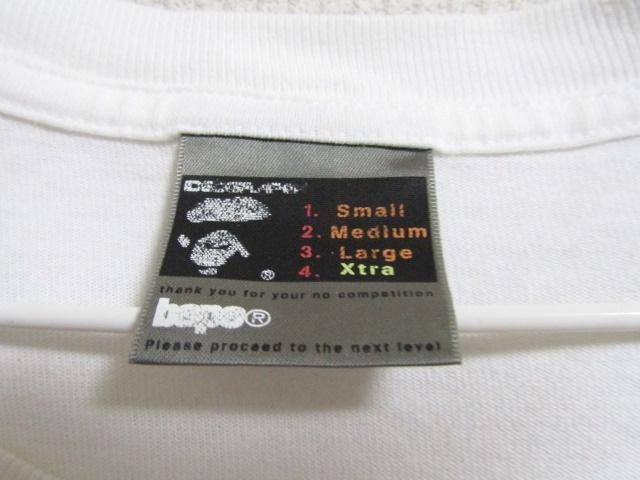 1. Small
2. Medium
3. Large
4. Xtra
®
thank you for your no competition
bape®
Please proceed to the next level